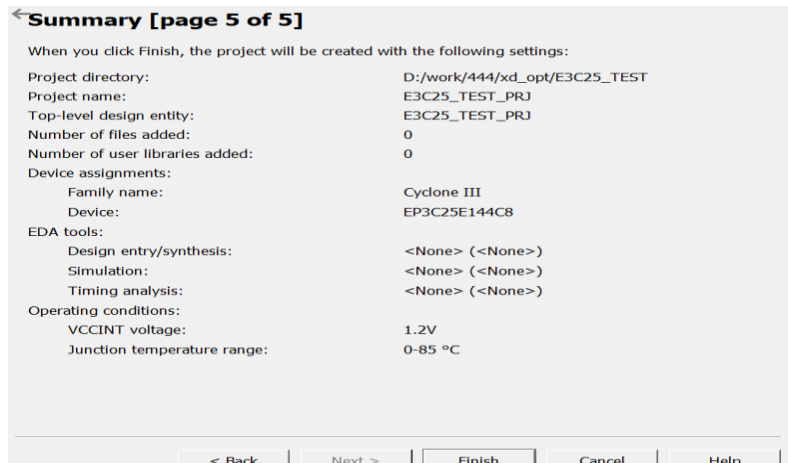 Summary [page 5 of 5]
When you click Finish, the project will be created with the following settings:
Project directory: D:/work/444/xd_opt/E3C25_TEST
Project name: E3C25_TEST_PRJ
Top-level design entity: E3C25_TEST_PRJ
Number of files added: 0
Number of user libraries added: 0
Device assignments:
Family name: Cyclone III
Device: EP3C25E144C8
EDA tools:
Design entry/synthesis: <None> (<None>)
Simulation: <None> (<None>)
Timing analysis: <None> (<None>)
Operating conditions:
VCCINT voltage: 1.2V
Junction temperature range: 0-85 ºC
< Back Next > Finish Cancel Help